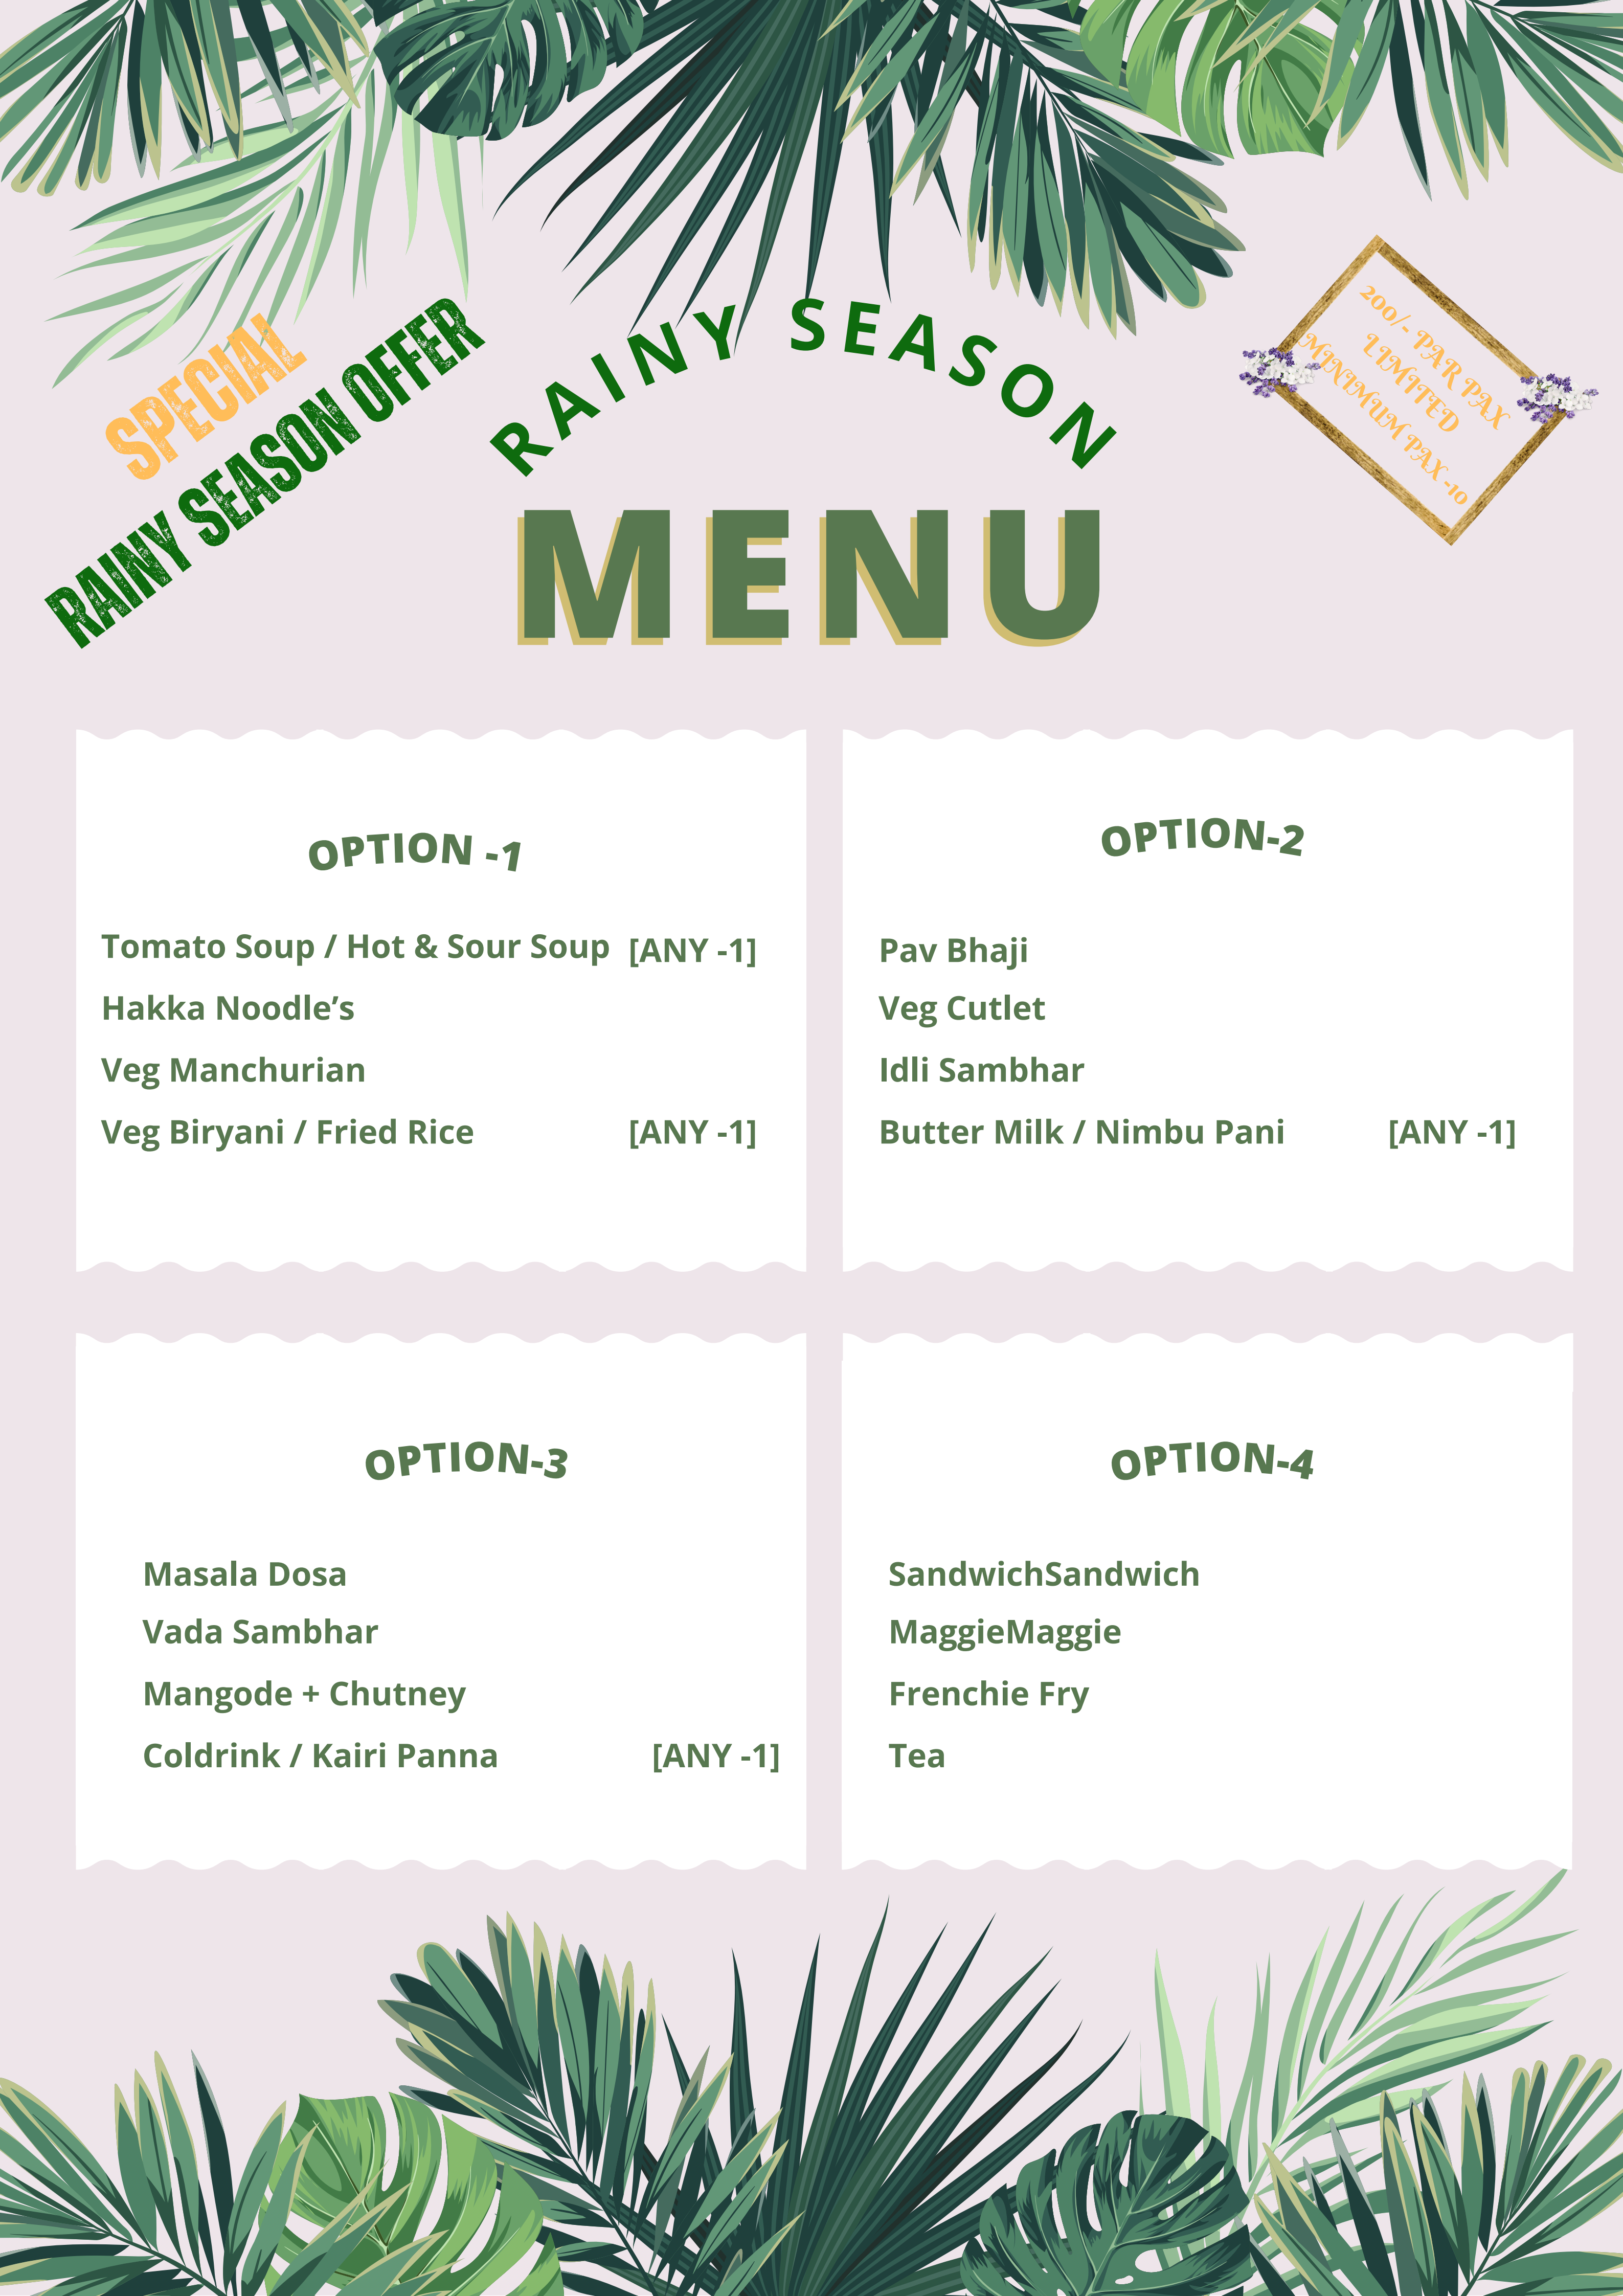 SPECIAL
RAINY SEASON OFFER
RAINY SEASON
MENU
200/- PAR PAX
LIMITED
MINIMUM PAX -10
OPTION -1
Tomato Soup / Hot & Sour Soup [ANY -1]
Hakka Noodle’s
Veg Manchurian
Veg Biryani / Fried Rice [ANY -1]
OPTION-2
Pav Bhaji
Veg Cutlet
Idli Sambhar
Butter Milk / Nimbu Pani [ANY -1]
OPTION-3
Masala Dosa
Vada Sambhar
Mangode + Chutney
Coldrink / Kairi Panna [ANY -1]
OPTION-4
SandwichSandwich
MaggieMaggie
Frenchie Fry
Tea